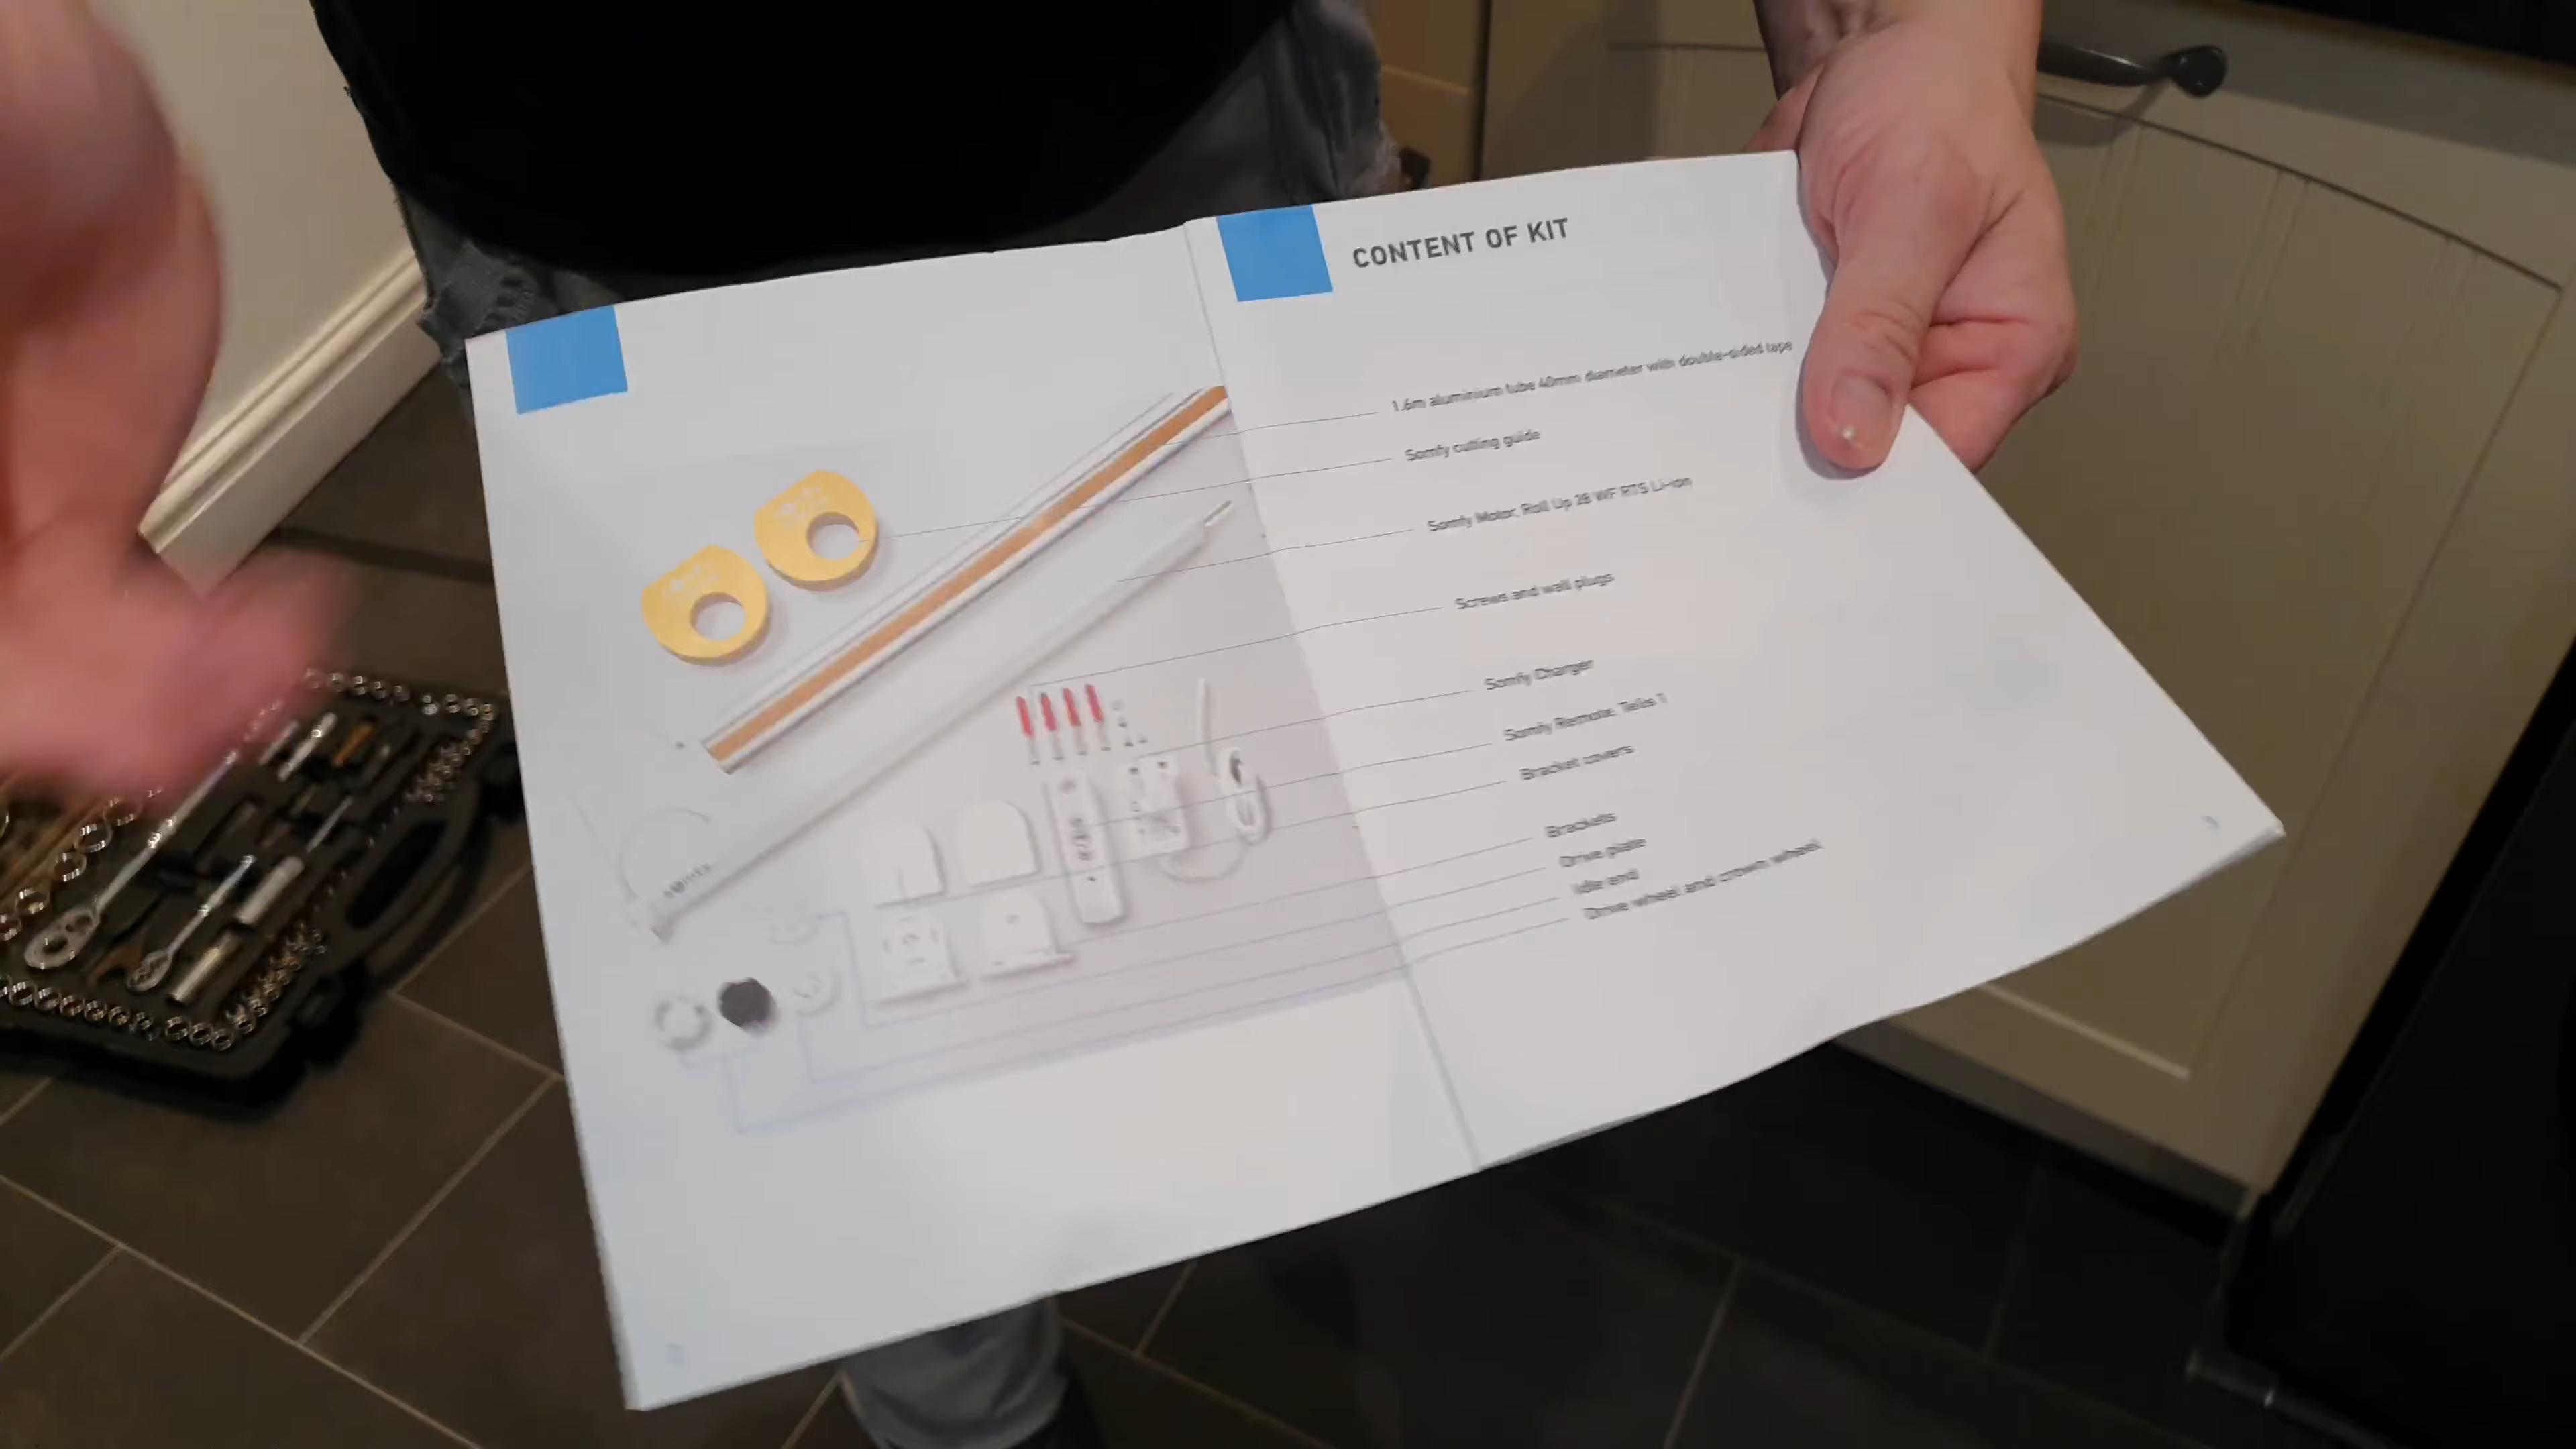 CONTENT OF KIT
1.6m aluminium tube 40mm diameter with double-sided tape
Somfy cutting guide
Somfy Motor, Roll Up 28 WF RTS Li-ion
Screws and wall plugs
Somfy Charger
Somfy Remote, Telis 1
Bracket covers
Brackets
Drive plate
Idle end
Drive wheel and crown wheel
somfy
3